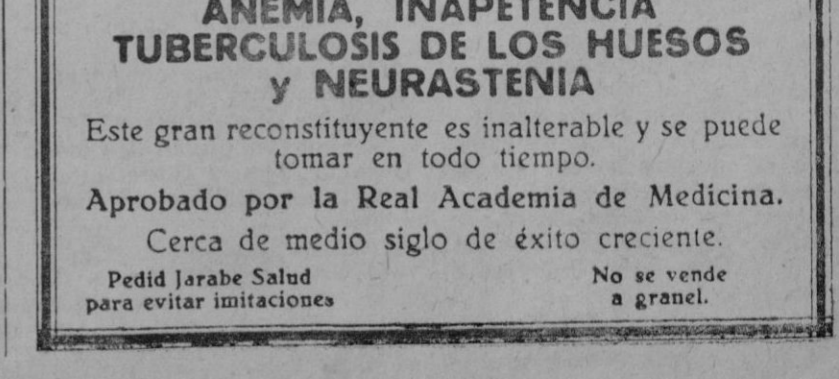 ANEMIA, INAPETENCIA
TUBERCULOSIS DE LOS HUESOS
y NEURASTENIA
Este gran reconstituyente es inalterable y se puede
tomar en todo tiempo.
Aprobado por la Real Academia de Medicina.
Cerca de medio siglo de éxito creciente.
Pedid Jarabe Salud
para evitar imitaciones
No se vende
a granel.